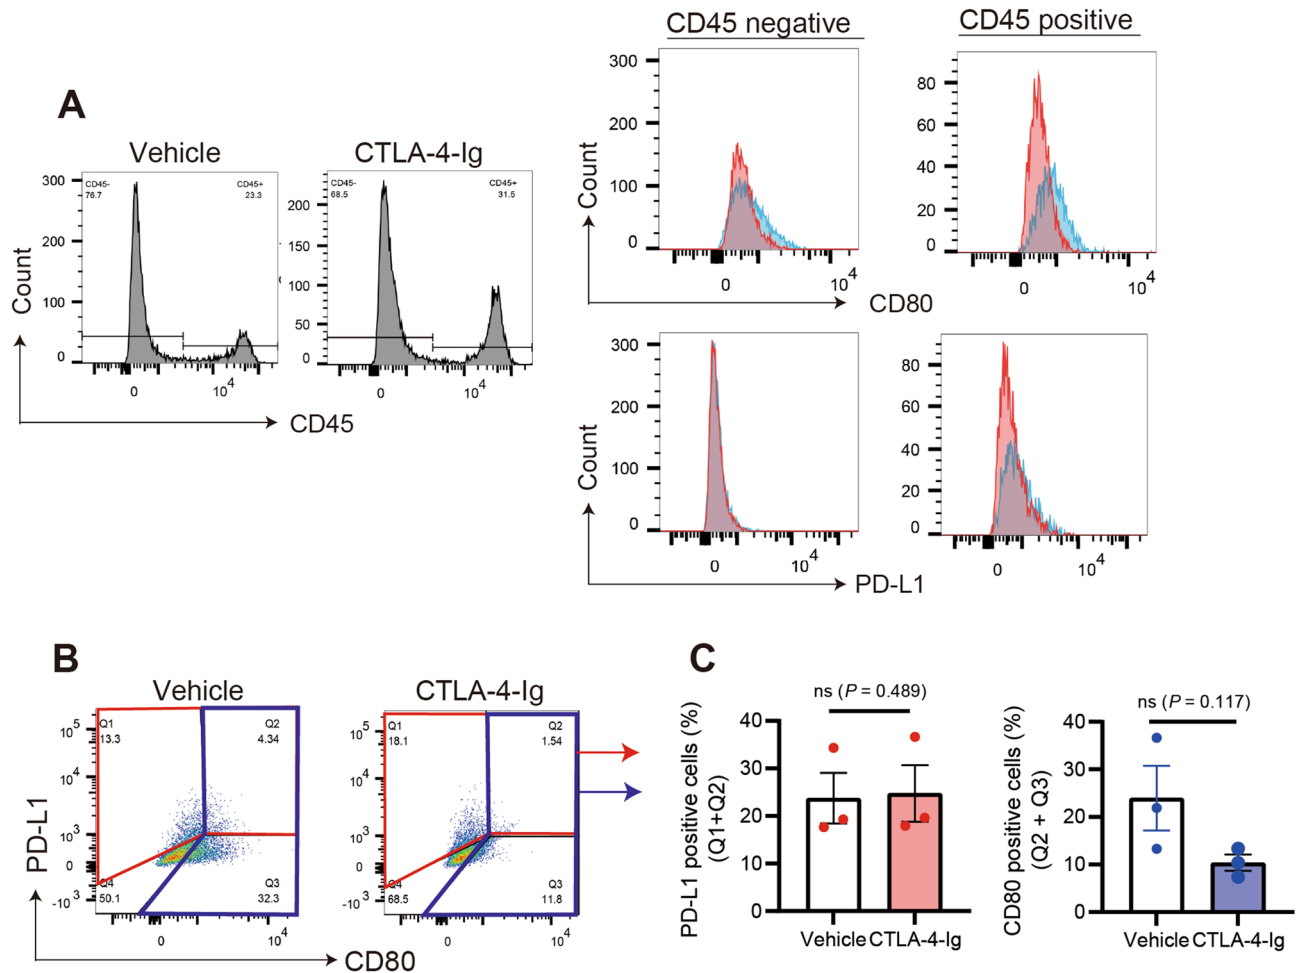 A
Vehicle
CTLA-4-Ig
CD45-
76.7
CD45+
23.3
CD45-
68.5
CD45+
31.5
300
200
100
0
200
150
100
50
0
Count
0
10^4
0
10^4
CD45
CD45 negative
CD45 positive
300
200
100
0
80
60
40
20
0
Count
0
10^4
0
10^4
CD80
300
200
100
0
80
60
40
20
0
Count
0
10^4
0
10^4
PD-L1
B
Vehicle
CTLA-4-Ig
10^5
10^4
10^3
0
-10^3
Q1
13.3
Q2
4.34
Q4
50.1
Q3
32.3
10^5
10^4
10^3
0
-10^3
Q1
18.1
Q2
1.54
Q4
68.5
Q3
11.8
PD-L1
0
10^4
0
10^4
CD80
C
ns (P = 0.489)
PD-L1 positive cells (%)
(Q1+Q2)
40
30
20
10
0
Vehicle CTLA-4-Ig
ns (P = 0.117)
CD80 positive cells (%)
(Q2 + Q3)
40
30
20
10
0
Vehicle CTLA-4-Ig